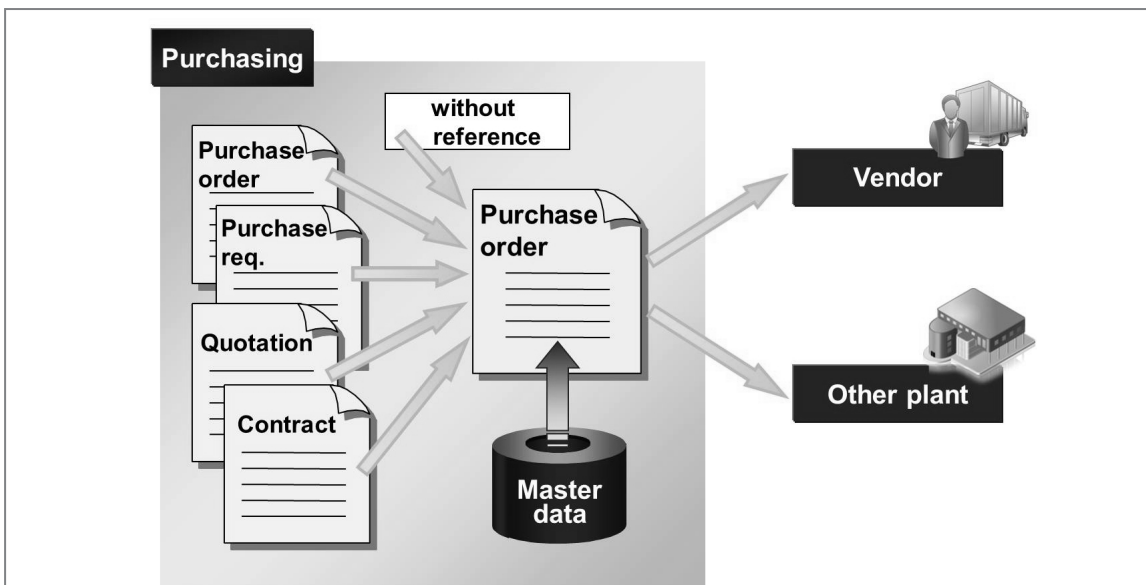 Purchasing
without
reference
Purchase
order
Purchase
req.
Quotation
Contract
Purchase
order
Master
data
Vendor
Other plant